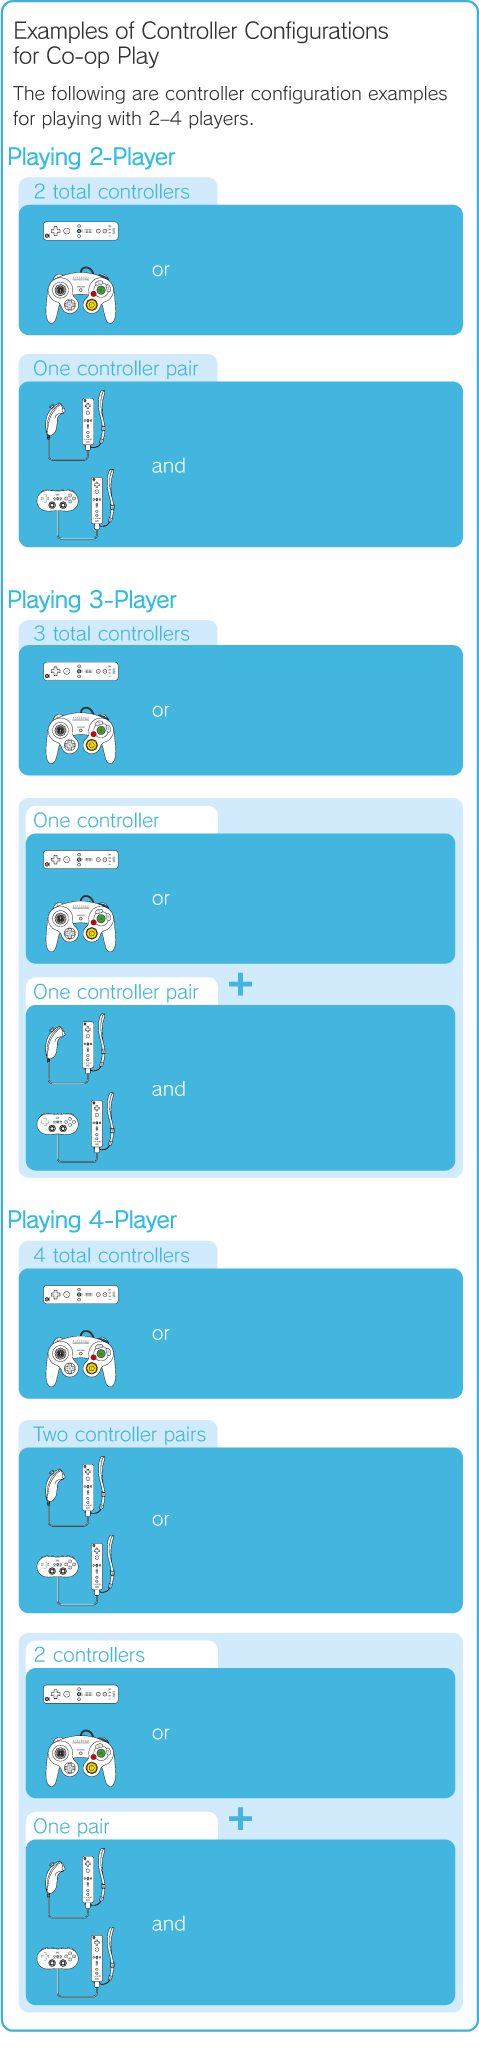 Examples of Controller Configurations
for Co-op Play
The following are controller configuration examples
for playing with 2–4 players.
Playing 2-Player
2 total controllers
or
One controller pair
and
Playing 3-Player
3 total controllers
or
One controller
or
One controller pair
+
and
Playing 4-Player
4 total controllers
or
Two controller pairs
or
2 controllers
or
One pair
+
and